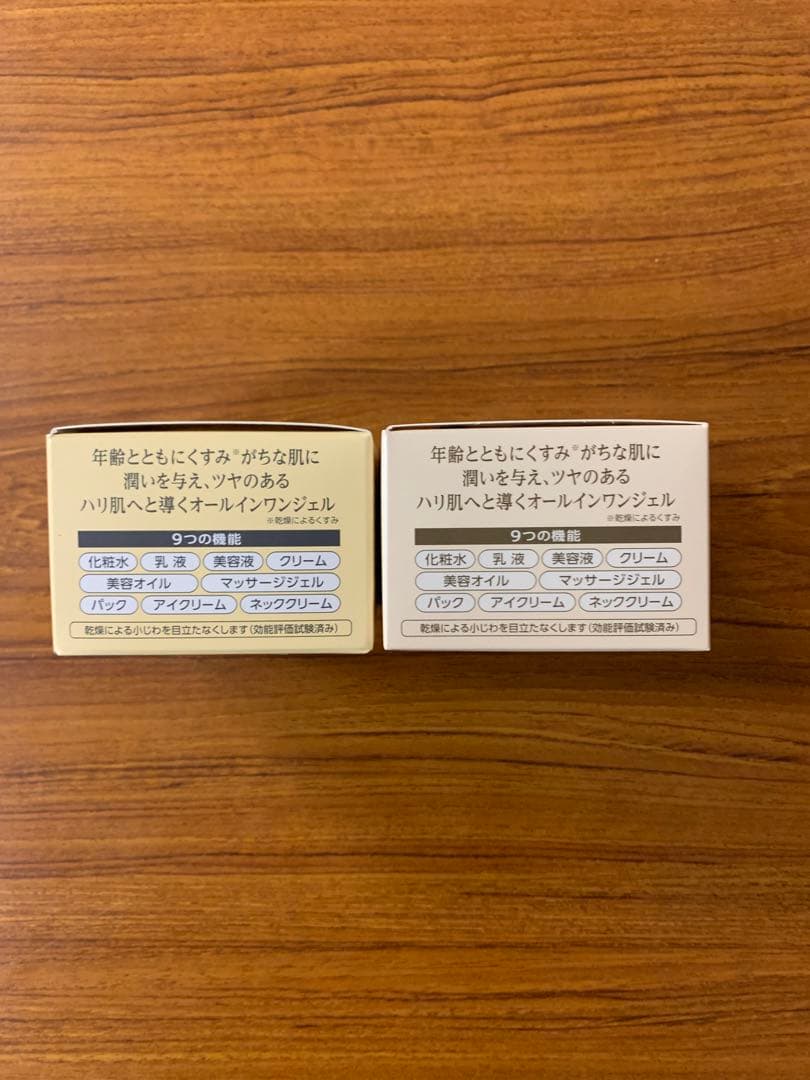 年齢とともにくすみ※がちな肌に
潤いを与え、ツヤのある
ハリ肌へと導くオールインワンジェル
※乾燥によるくすみ
9つの機能
化粧水 乳液 美容液 クリーム
美容オイル マッサージジェル
パック アイクリーム ネッククリーム
乾燥による小じわを目立たなくします(効能評価試験済み)
年齢とともにくすみ※がちな肌に
潤いを与え、ツヤのある
ハリ肌へと導くオールインワンジェル
※乾燥によるくすみ
9つの機能
化粧水 乳液 美容液 クリーム
美容オイル マッサージジェル
パック アイクリーム ネッククリーム
乾燥による小じわを目立たなくします(効能評価試験済み)